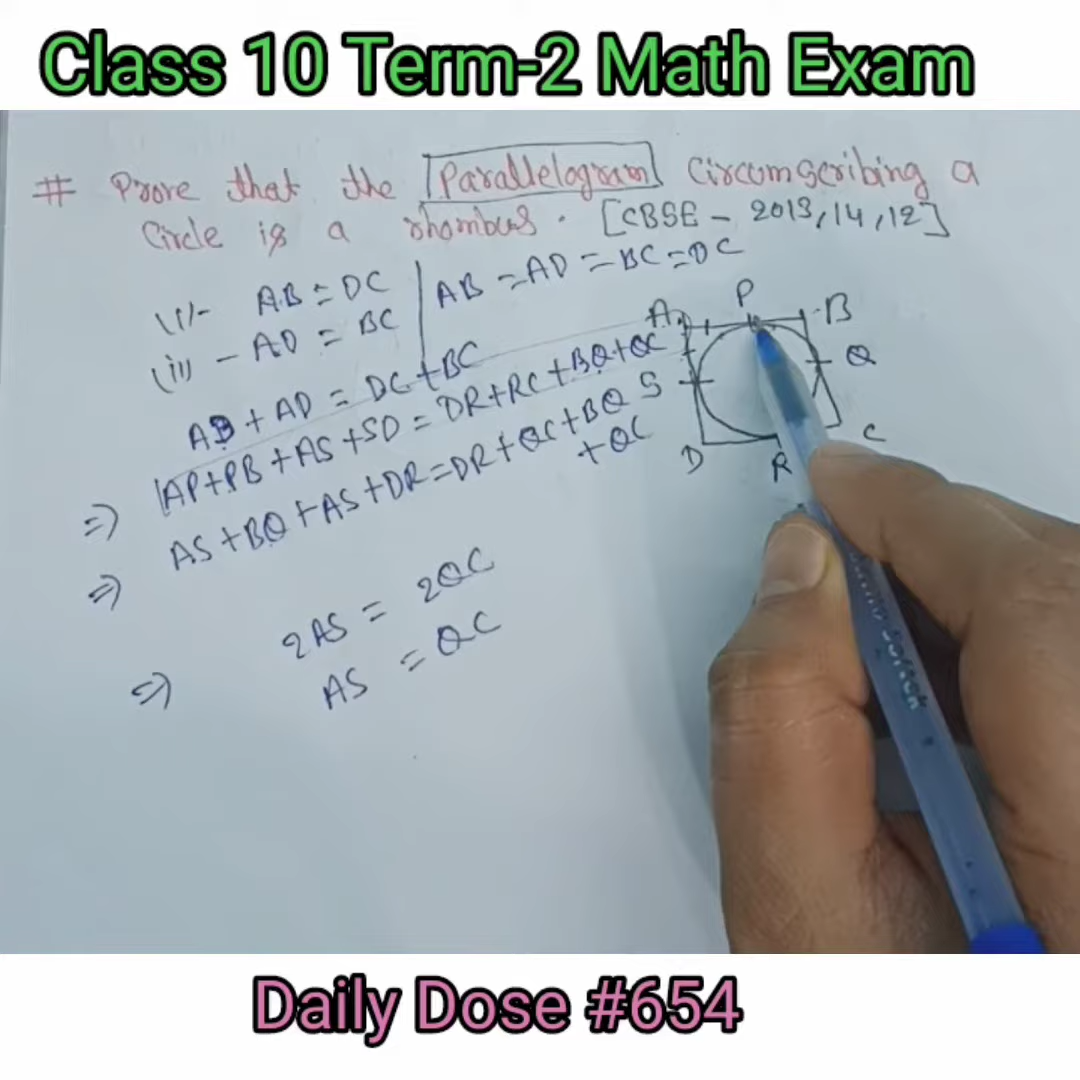 Class 10 Term-2 Math Exam
# Prove that the Parallelogram Circumscribing a
Circle is a rhombus. [CBSE - 2013,14,12]
(i)- AB = DC
(ii) - AD = BC
AB = AD = BC = DC
AB + AD = DC + BC
=) AP+PB + AS + SD = DR + RC + BQ + QC
=) AS + BQ + AS + DR = DR + QC + BQ
+ QC
2AS = 2QC
=) AS = QC
A P B
S Q
D R C
Daily Dose #654